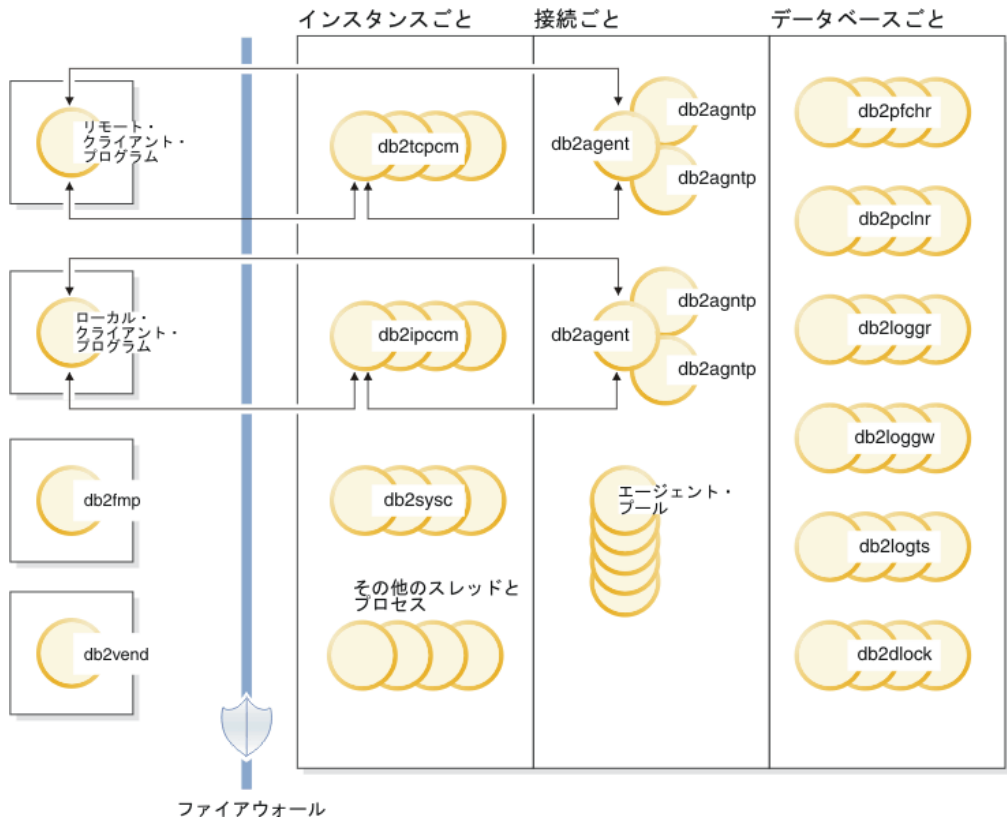 インスタンスごと
接続ごと
データベースごと
リモート・
クライアント・
プログラム
db2tcpcm
db2agent
db2agntp
db2agntp
db2pfchr
db2pclnr
ローカル・
クライアント・
プログラム
db2ipccm
db2agent
db2agntp
db2agntp
db2loggr
db2loggw
db2fmp
db2sysc
エージェント・
プール
db2logts
その他のスレッドと
プロセス
db2vend
db2dlock
ファイアウォール